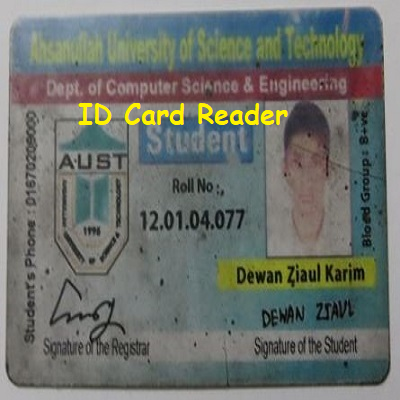 Ahsanullah University of Science and Technology
Dept. of Computer Science & Engineering
ID Card Reader
Student
AUST
1995
Roll No :,
12.01.04.077
Student's Phone :
Blood Group : B+ve
Dewan Ziaul Karim
DEWAN ZIAUL
Signature of the Registrar
Signature of the Student